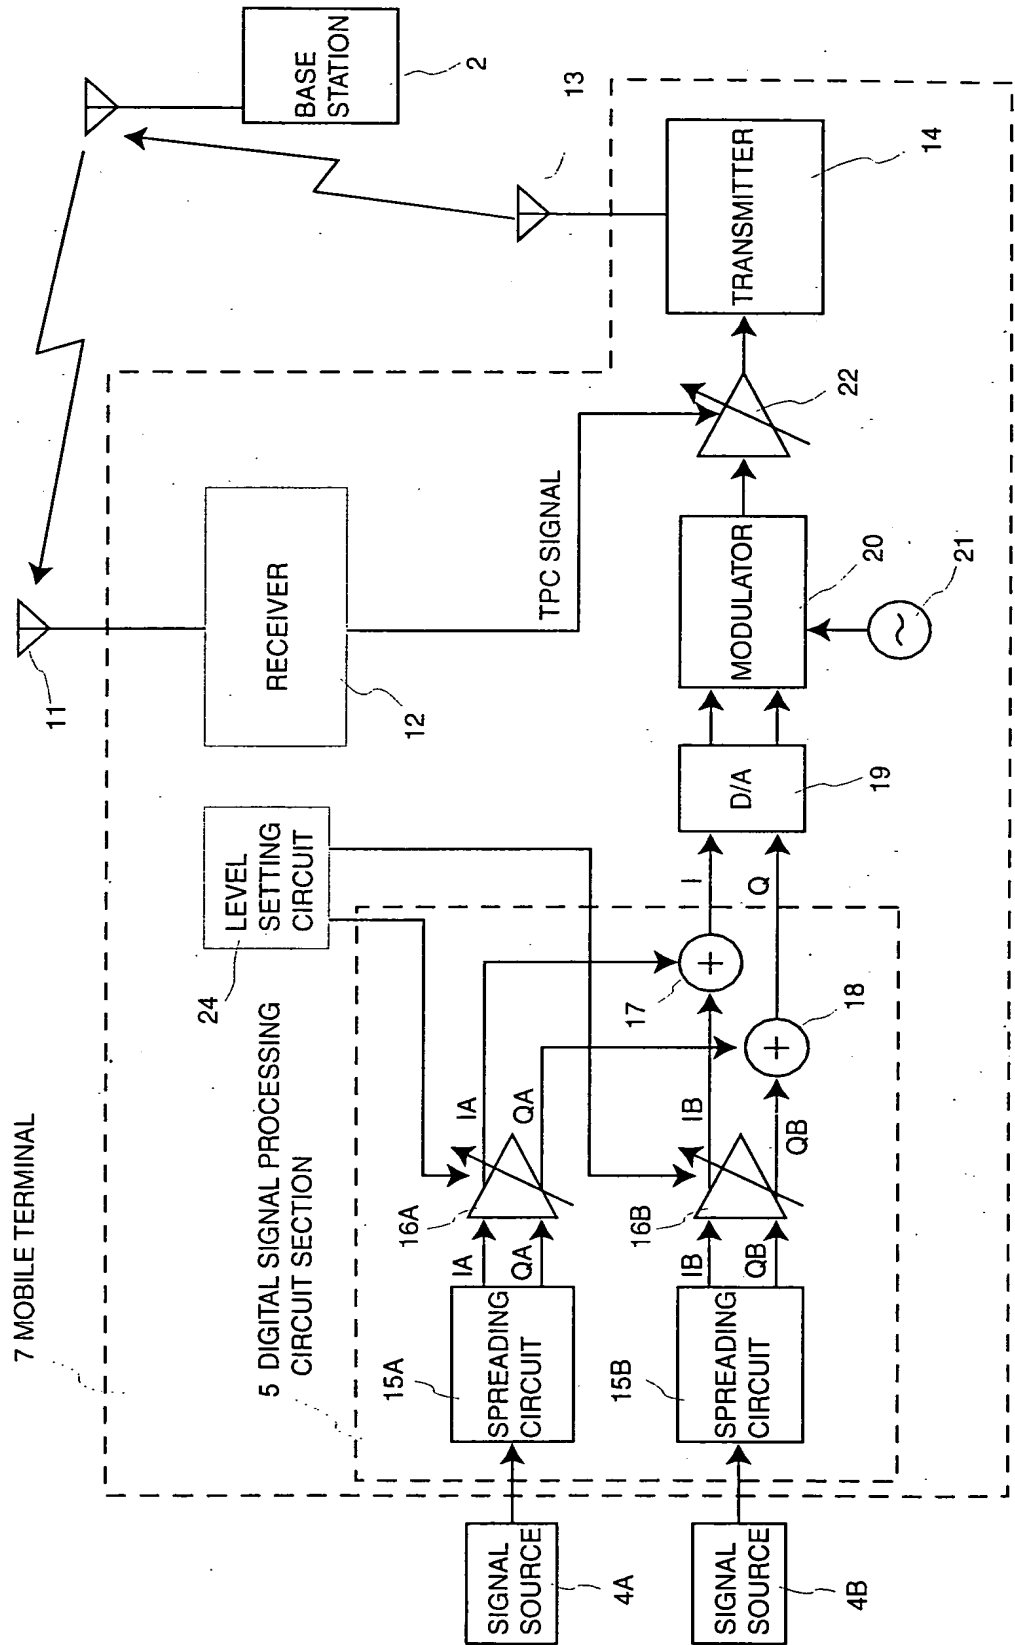 7 MOBILE TERMINAL
5 DIGITAL SIGNAL PROCESSING
CIRCUIT SECTION
24
LEVEL
SETTING
CIRCUIT
11
RECEIVER
12
BASE
STATION
2
13
TPC SIGNAL
SIGNAL
SOURCE
4A
15A
SPREADING
CIRCUIT
IA
QA
16A
IA
QA
17
I
Q
D/A
19
MODULATOR
20
21
22
TRANSMITTER
14
SIGNAL
SOURCE
4B
15B
SPREADING
CIRCUIT
IB
QB
16B
IB
QB
+
+
18
~